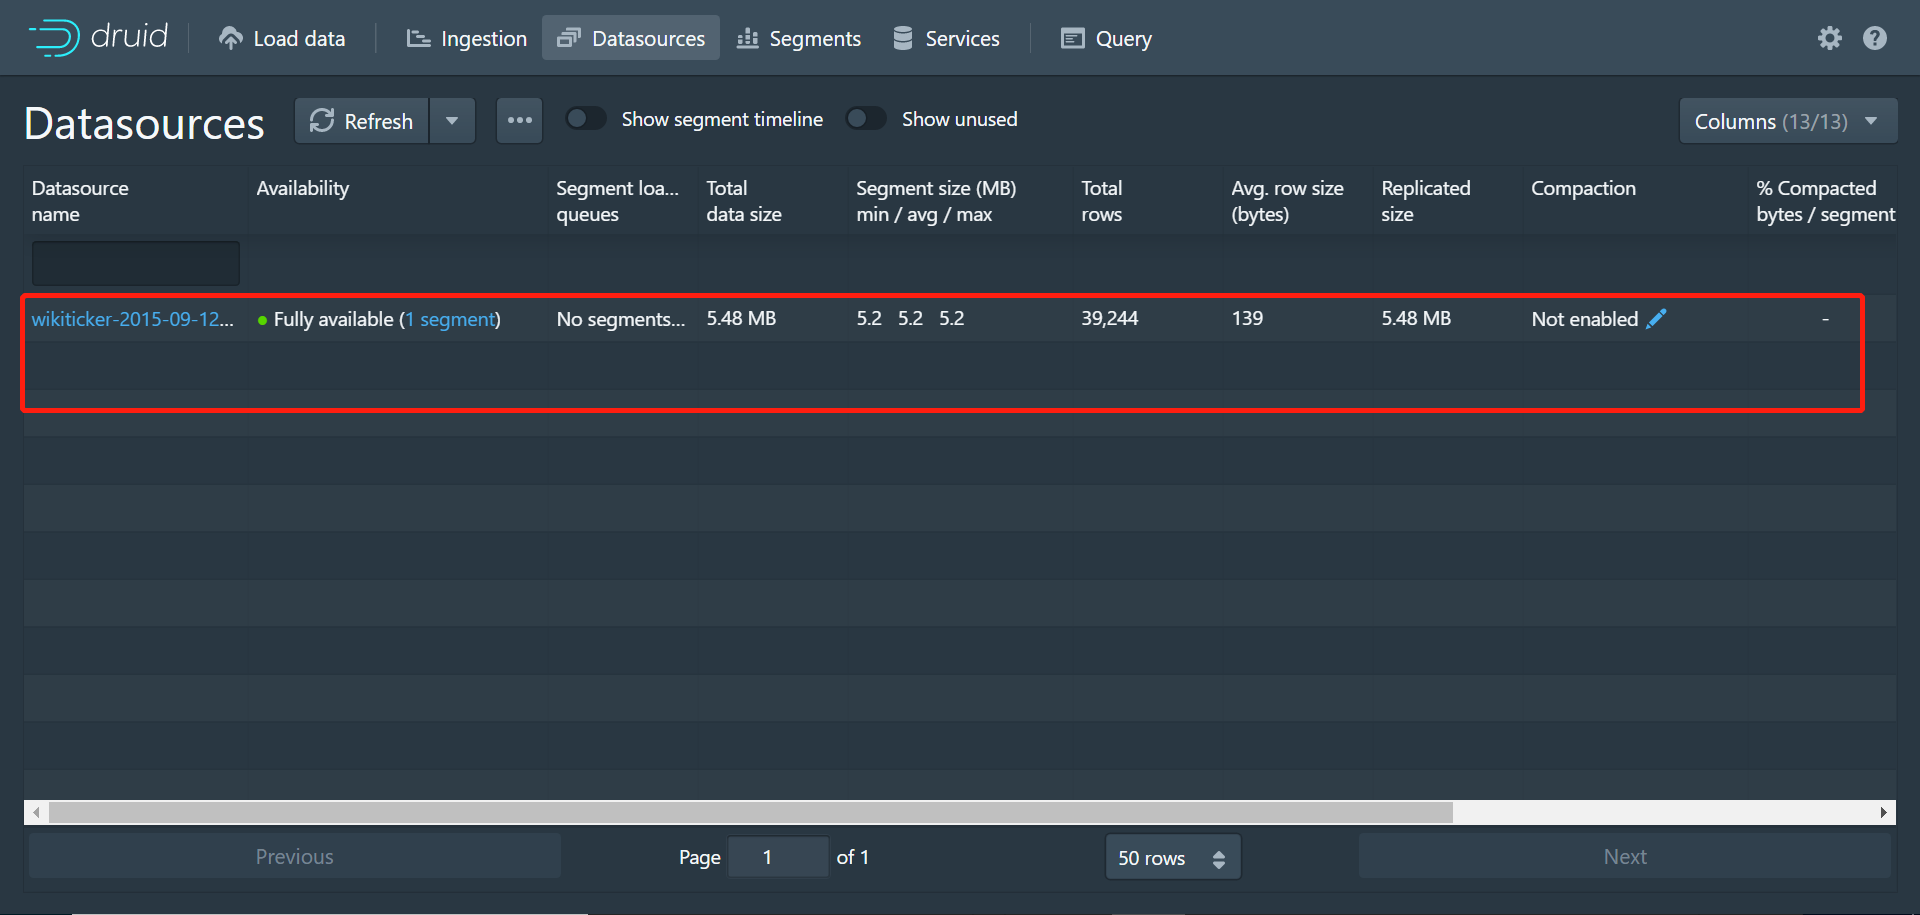 druid Load data Ingestion Datasources Segments Services Query
Datasources Refresh Show segment timeline Show unused Columns (13/13)
Datasource name Availability Segment loa... queues Total data size Segment size (MB) min / avg / max Total rows Avg. row size (bytes) Replicated size Compaction % Compacted bytes / segment
wikiticker-2015-09-12... Fully available (1 segment) No segments... 5.48 MB 5.2 5.2 5.2 39,244 139 5.48 MB Not enabled -
Previous Page 1 of 1 50 rows Next